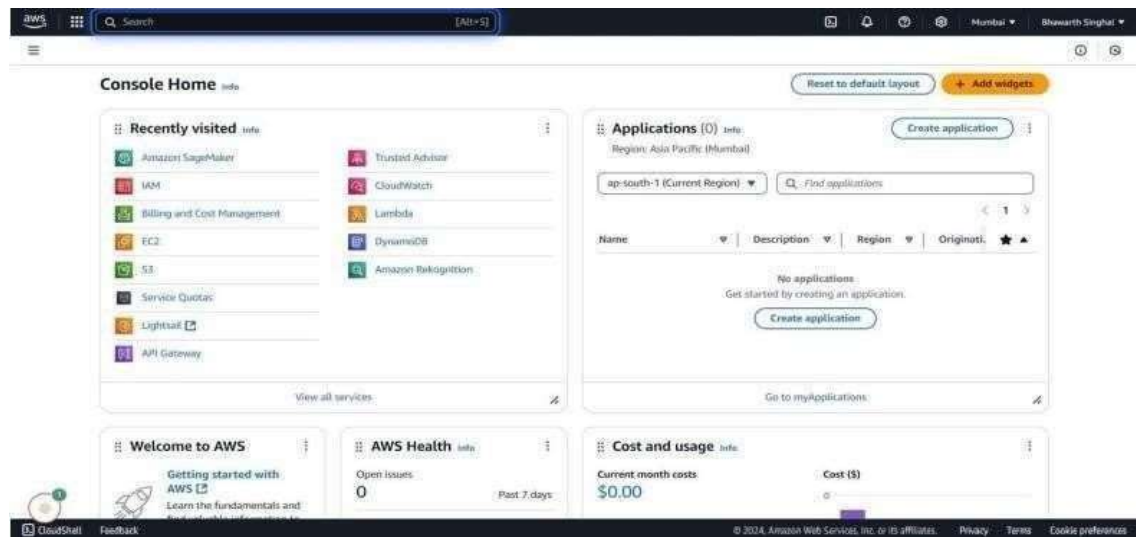 aws
Search [Alt+S]
Mumbai
Bhawarth Singhal
Console Home Info
Reset to default layout
+ Add widgets
Recently visited Info
Amazon SageMaker
IAM
Billing and Cost Management
EC2
S3
Service Quotas
Lightsail
API Gateway
Trusted Advisor
CloudWatch
Lambda
DynamoDB
Amazon Rekognition
View all services
Applications (0) Info
Create application
Region: Asia Pacific (Mumbai)
ap-south-1 (Current Region)
Find applications
1
Name Description Region Originati.
No applications
Get started by creating an application.
Create application
Go to myApplications
Welcome to AWS
Getting started with
AWS
Learn the fundamentals and
AWS Health Info
Open issues
0
Past 7 days
Cost and usage Info
Current month costs
$0.00
Cost ($)
0
1
CloudShell Feedback
© 2024, Amazon Web Services, Inc. or its affiliates. Privacy Terms Cookie preferences